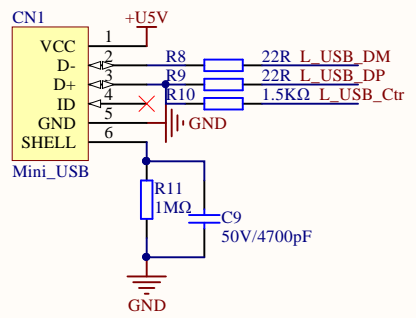 CN1
+U5V
VCC 1
D- 2 R8 22R L_USB_DM
D+ 3 R9 22R L_USB_DP
ID 4 R10 1.5KΩ L_USB_Ctr
GND 5 GND
SHELL 6
Mini_USB
R11
1MΩ
C9
50V/4700pF
GND